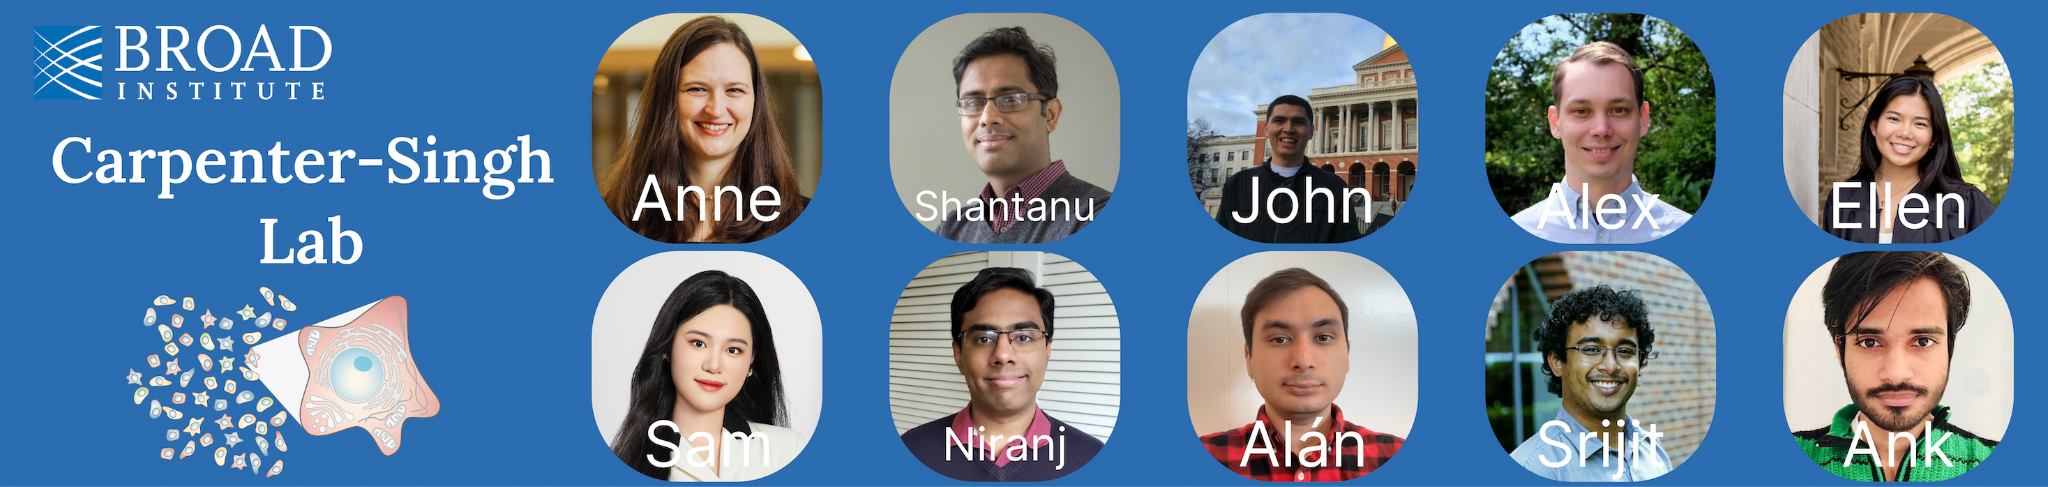 BROAD
INSTITUTE
Carpenter-Singh
Lab
Anne
Shantanu
John
Alex
Ellen
Sam
Niranj
Alán
Srijit
Ank